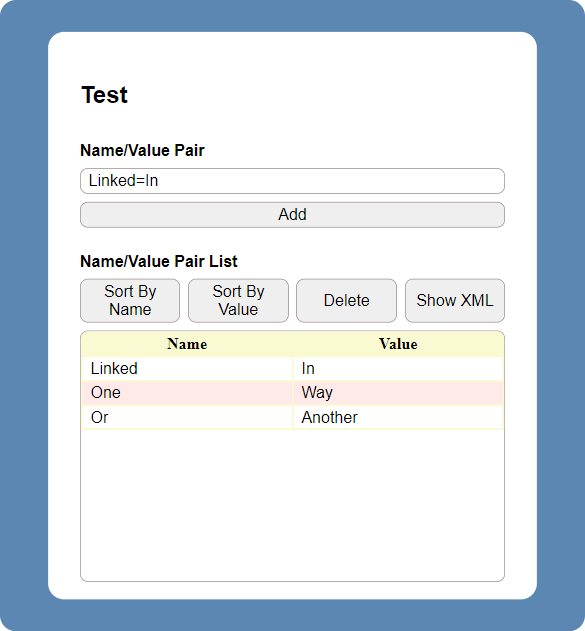 Test
Name/Value Pair
Linked=In
Add
Name/Value Pair List
Sort By Name
Sort By Value
Delete
Show XML
Name Value
Linked In
One Way
Or Another